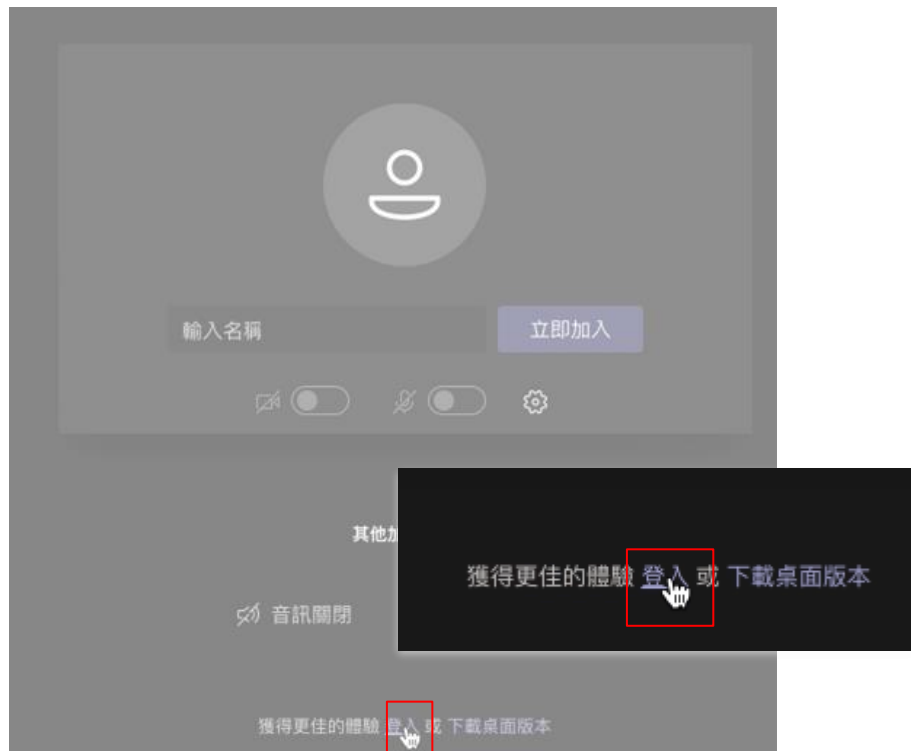 輸入名稱
立即加入
其他加
獲得更佳的體驗 登入 或 下載桌面版本
音訊關閉
獲得更佳的體驗 登入 或 下載桌面版本